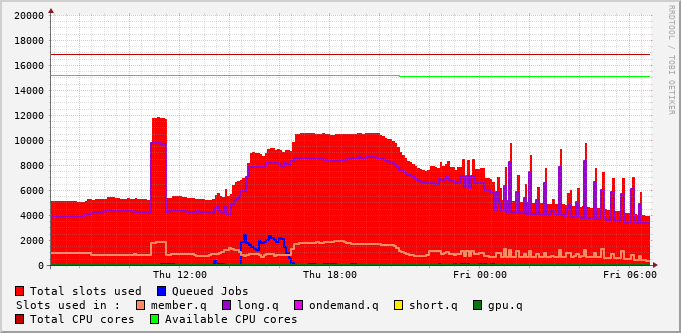 RRDTOOL / TOBI OETIKER
20000
18000
16000
14000
12000
10000
8000
6000
4000
2000
0
Thu 12:00 Thu 18:00 Fri 00:00 Fri 06:00
Total slots used Queued Jobs
Slots used in : member.q long.q ondemand.q short.q gpu.q
Total CPU cores Available CPU cores